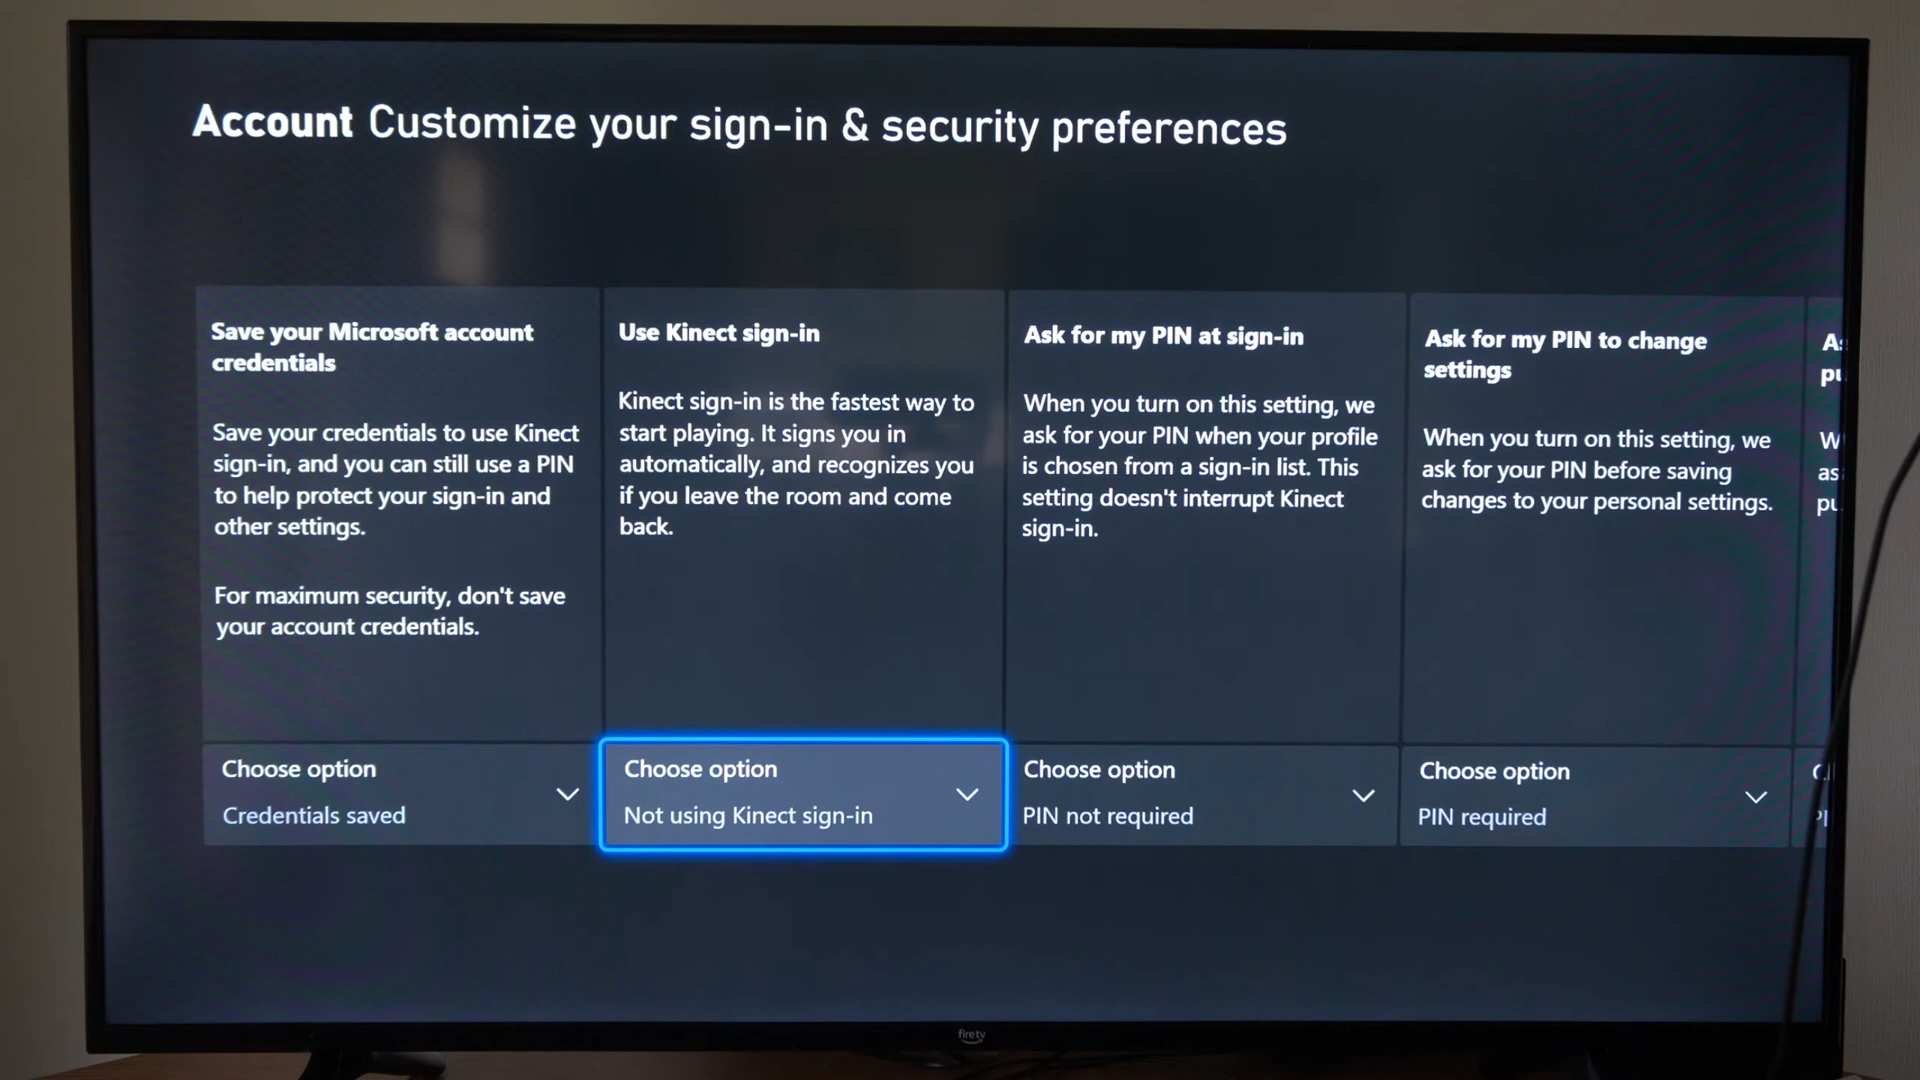 Account Customize your sign-in & security preferences
Save your Microsoft account
credentials
Save your credentials to use Kinect
sign-in, and you can still use a PIN
to help protect your sign-in and
other settings.
For maximum security, don't save
your account credentials.
Choose option
Credentials saved
Use Kinect sign-in
Kinect sign-in is the fastest way to
start playing. It signs you in
automatically, and recognizes you
if you leave the room and come
back.
Choose option
Not using Kinect sign-in
Ask for my PIN at sign-in
When you turn on this setting, we
ask for your PIN when your profile
is chosen from a sign-in list. This
setting doesn't interrupt Kinect
sign-in.
Choose option
PIN not required
Ask for my PIN to change
settings
When you turn on this setting, we
ask for your PIN before saving
changes to your personal settings.
Choose option
PIN required
firetv